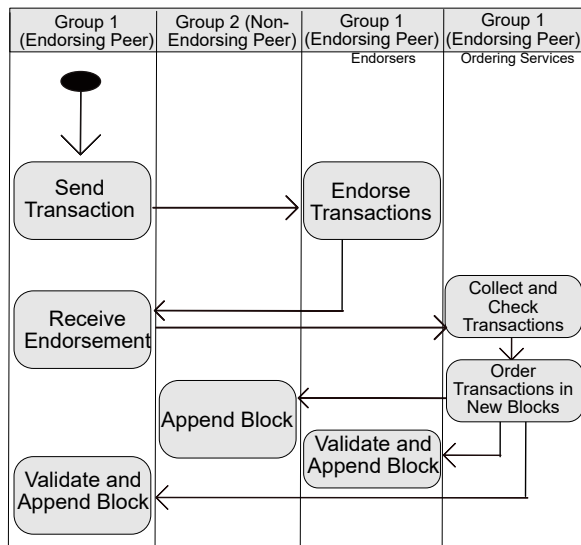 Group 1
(Endorsing Peer)
Group 2 (Non-
Endorsing Peer)
Group 1
(Endorsing Peer)
Endorsers
Group 1
(Endorsing Peer)
Ordering Services
Send
Transaction
Endorse
Transactions
Receive
Endorsement
Collect and
Check
Transactions
Order
Transactions in
New Blocks
Append Block
Validate and
Append Block
Validate and
Append Block